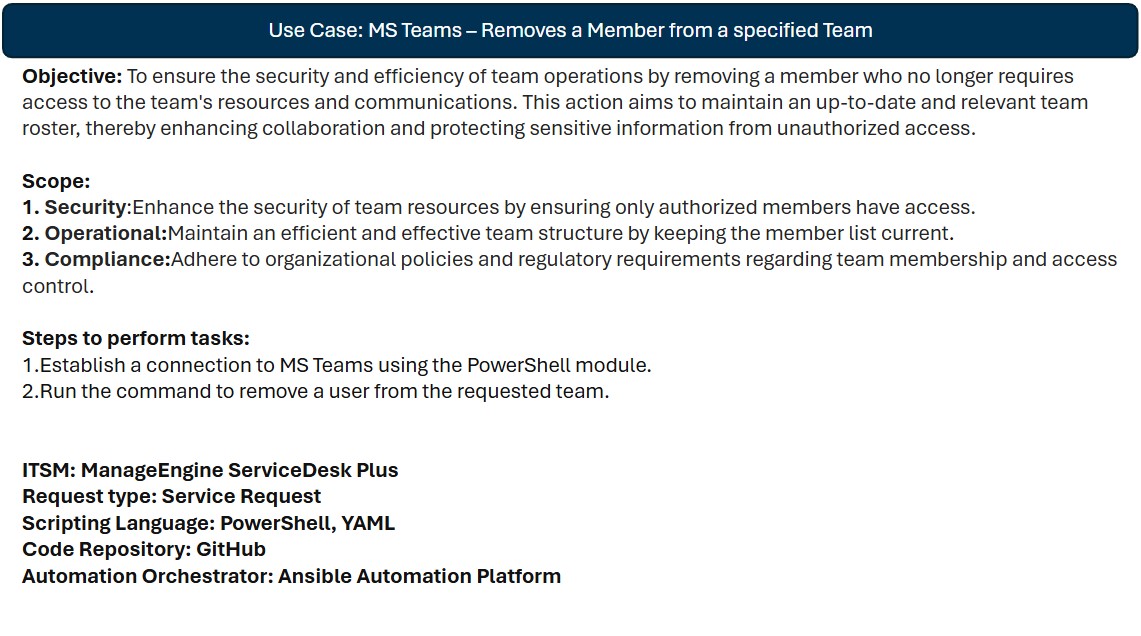 Use Case: MS Teams – Removes a Member from a specified Team
Objective: To ensure the security and efficiency of team operations by removing a member who no longer requires
access to the team's resources and communications. This action aims to maintain an up-to-date and relevant team
roster, thereby enhancing collaboration and protecting sensitive information from unauthorized access.
Scope:
1. Security:Enhance the security of team resources by ensuring only authorized members have access.
2. Operational:Maintain an efficient and effective team structure by keeping the member list current.
3. Compliance:Adhere to organizational policies and regulatory requirements regarding team membership and access
control.
Steps to perform tasks:
1.Establish a connection to MS Teams using the PowerShell module.
2.Run the command to remove a user from the requested team.
ITSM: ManageEngine ServiceDesk Plus
Request type: Service Request
Scripting Language: PowerShell, YAML
Code Repository: GitHub
Automation Orchestrator: Ansible Automation Platform